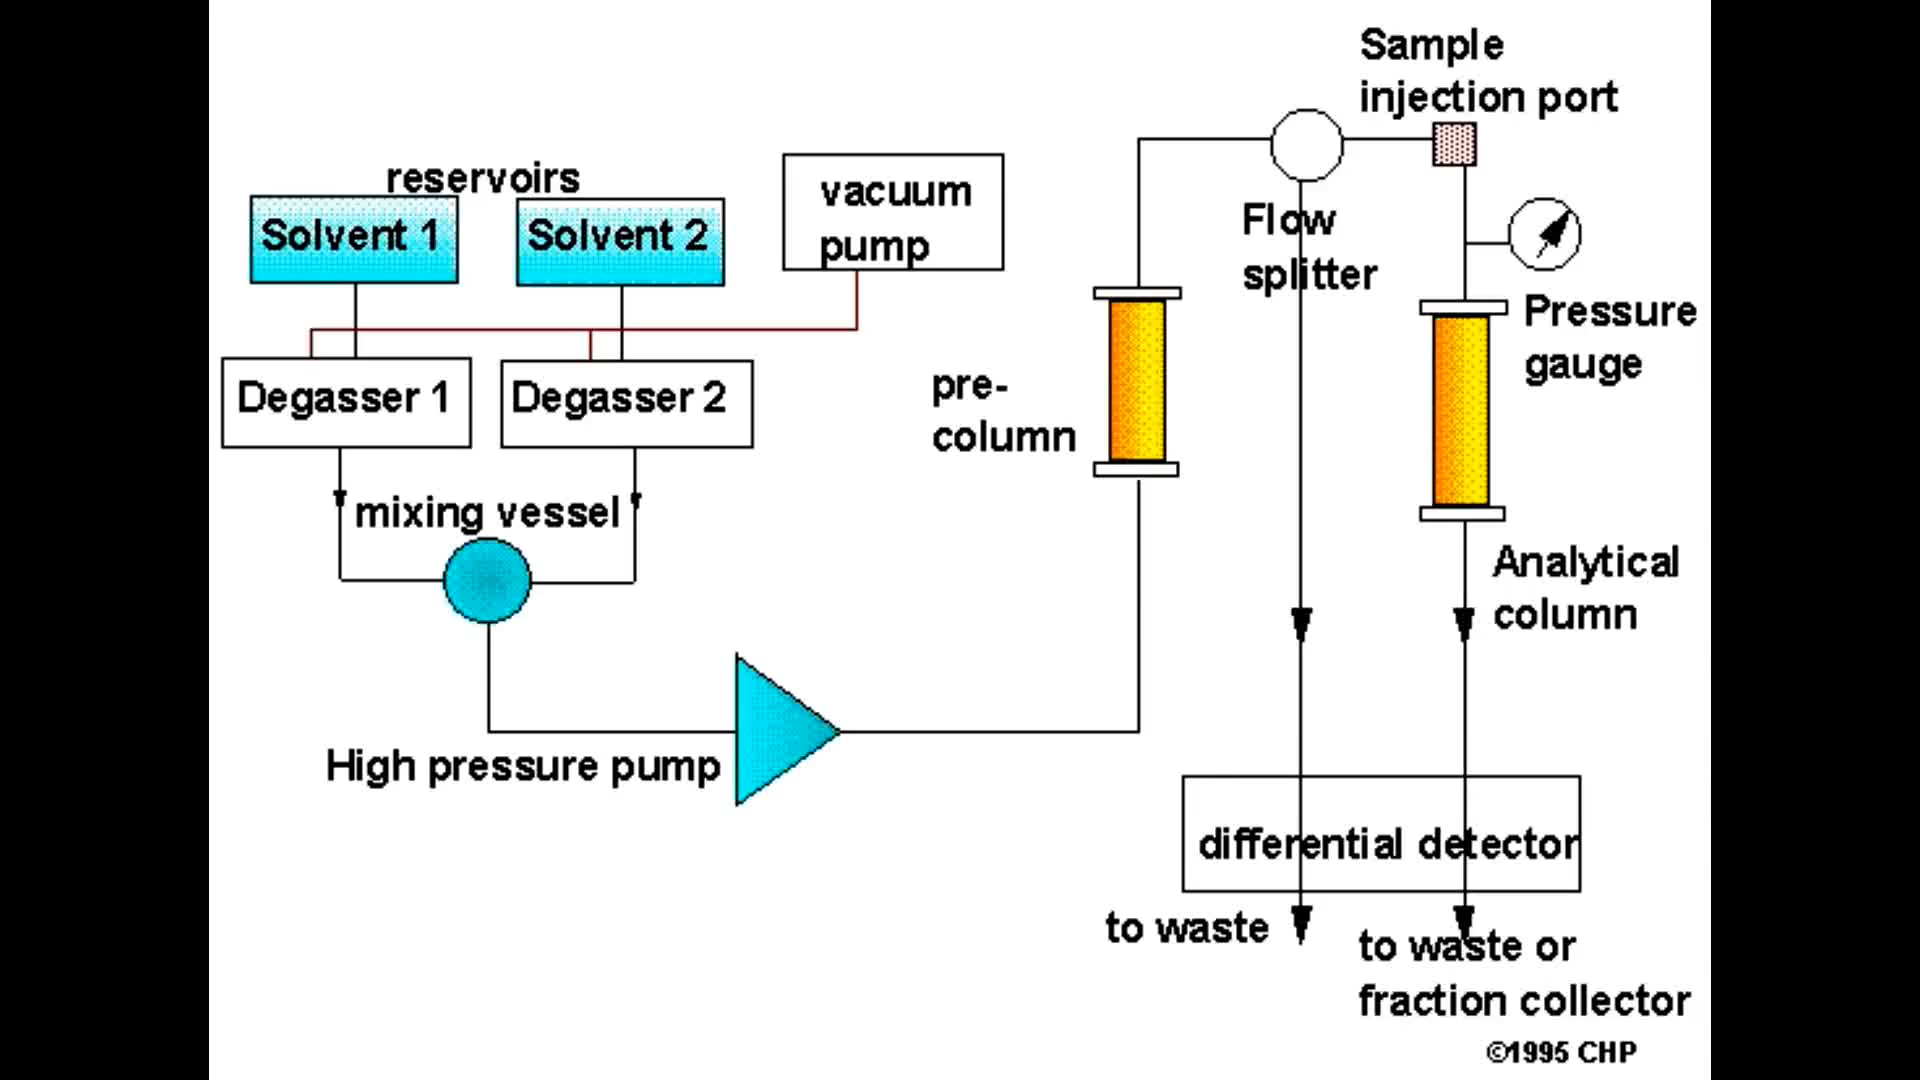 Sample
injection port
reservoirs
Solvent 1
Solvent 2
vacuum
pump
Flow
splitter
Pressure
gauge
Degasser 1
Degasser 2
pre-
column
mixing vessel
Analytical
column
High pressure pump
differential detector
to waste
to waste or
fraction collector
©1995 CHP